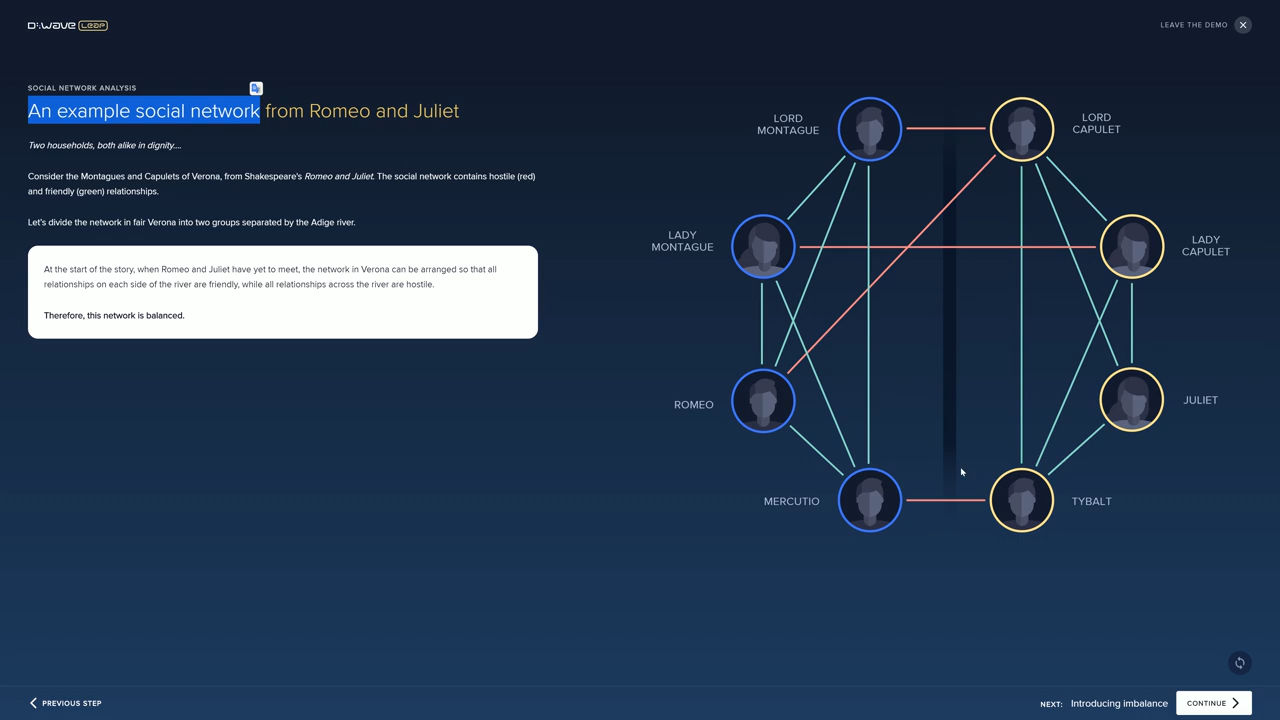 D:WAVE LEAP
LEAVE THE DEMO
SOCIAL NETWORK ANALYSIS
An example social network from Romeo and Juliet
Two households, both alike in dignity....
Consider the Montagues and Capulets of Verona, from Shakespeare's Romeo and Juliet. The social network contains hostile (red)
and friendly (green) relationships.
Let's divide the network in fair Verona into two groups separated by the Adige river.
At the start of the story, when Romeo and Juliet have yet to meet, the network in Verona can be arranged so that all
relationships on each side of the river are friendly, while all relationships across the river are hostile.
Therefore, this network is balanced.
LORD
MONTAGUE
LORD
CAPULET
LADY
MONTAGUE
LADY
CAPULET
ROMEO
JULIET
MERCUTIO
TYBALT
PREVIOUS STEP
NEXT: Introducing imbalance
CONTINUE